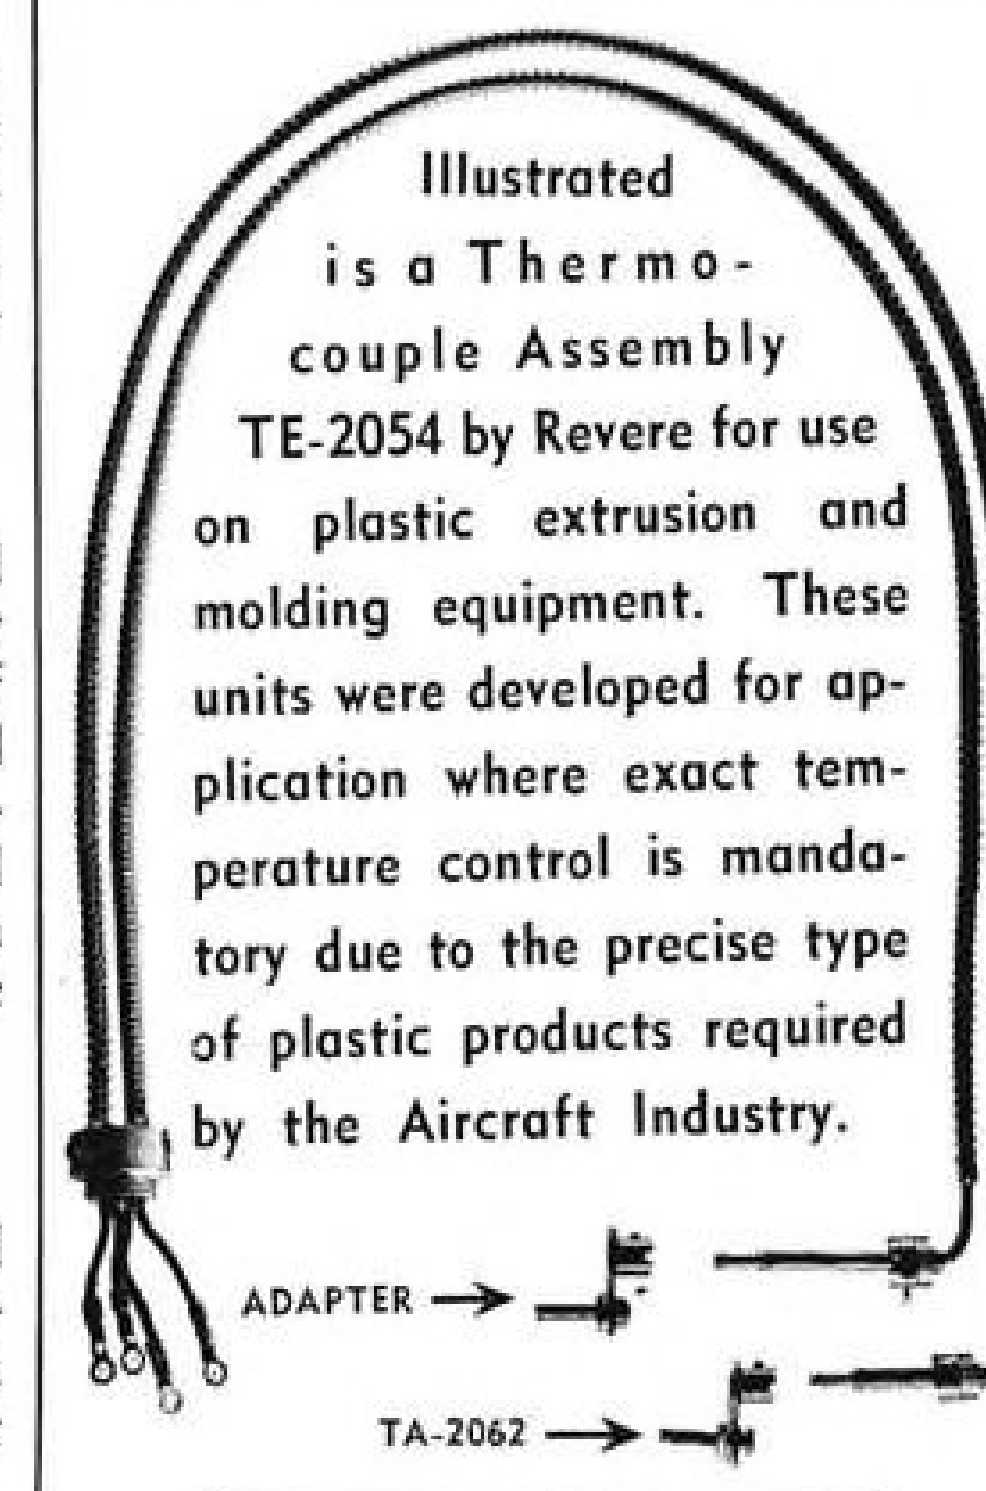 Illustrated
is a Thermo-
couple Assembly
TE-2054 by Revere for use
on plastic extrusion and
molding equipment. These
units were developed for ap-
plication where exact tem-
perature control is manda-
tory due to the precise type
of plastic products required
by the Aircraft Industry.
ADAPTER
TA-2062